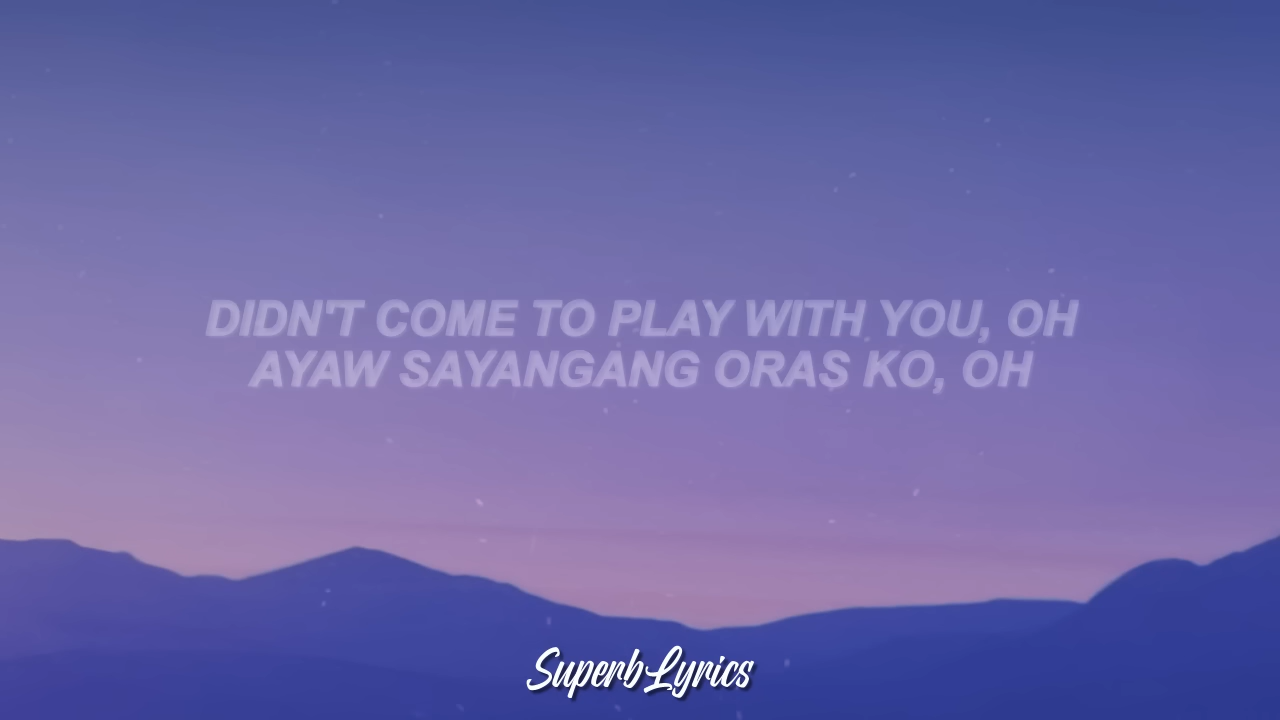 DIDN'T COME TO PLAY WITH YOU, OH
AYAW SAYANGANG ORAS KO, OH
SuperbLyrics